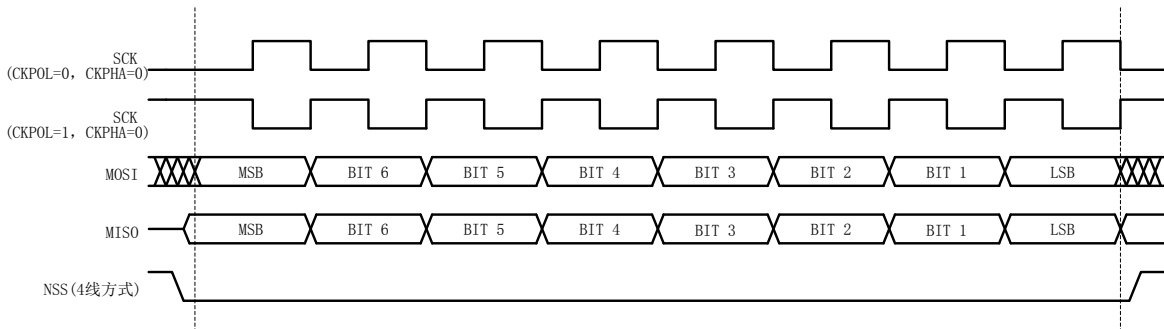 SCK
(CKPOL=0, CKPHA=0)
SCK
(CKPOL=1, CKPHA=0)
MOSI MSB BIT 6 BIT 5 BIT 4 BIT 3 BIT 2 BIT 1 LSB
MISO MSB BIT 6 BIT 5 BIT 4 BIT 3 BIT 2 BIT 1 LSB
NSS(4线方式)